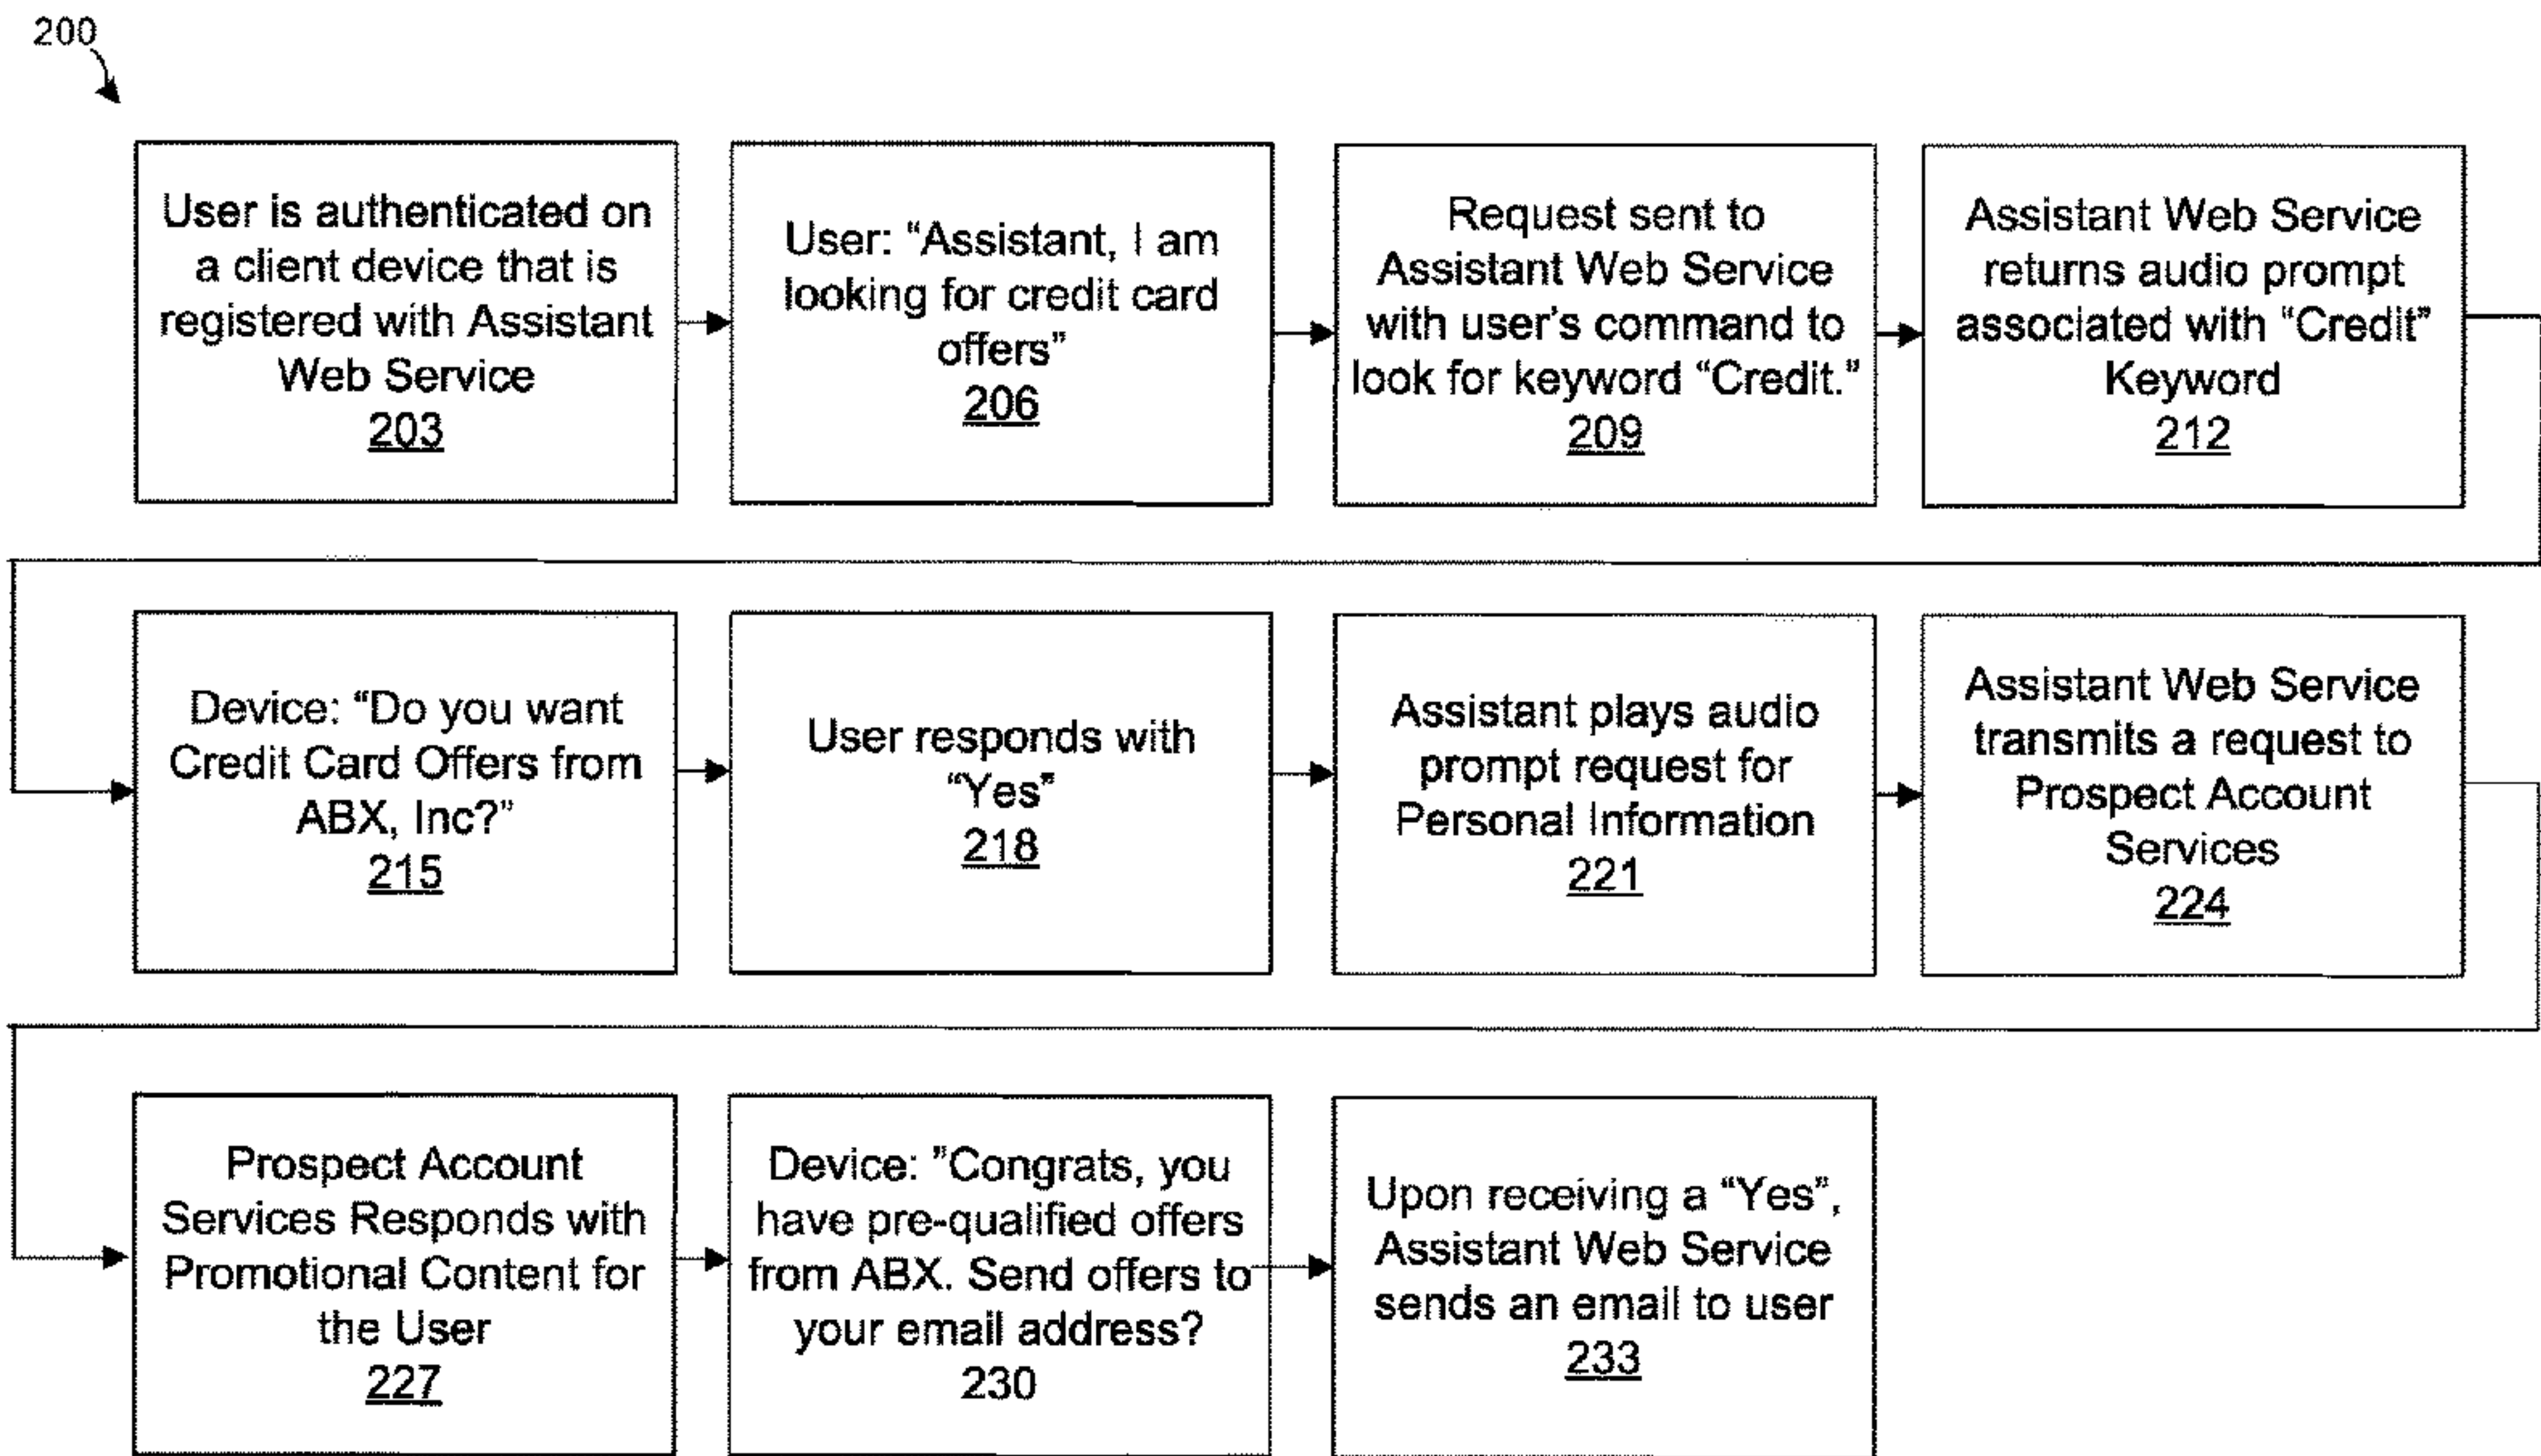 200
User is authenticated on
a client device that is
registered with Assistant
Web Service
203
User: “Assistant, I am
looking for credit card
offers”
206
Request sent to
Assistant Web Service
with user’s command to
look for keyword “Credit.”
209
Assistant Web Service
returns audio prompt
associated with “Credit”
Keyword
212
Device: “Do you want
Credit Card Offers from
ABX, Inc?”
215
User responds with
“Yes”
218
Assistant plays audio
prompt request for
Personal Information
221
Assistant Web Service
transmits a request to
Prospect Account
Services
224
Prospect Account
Services Responds with
Promotional Content for
the User
227
Device: ”Congrats, you
have pre-qualified offers
from ABX. Send offers to
your email address?
230
Upon receiving a “Yes”,
Assistant Web Service
sends an email to user
233